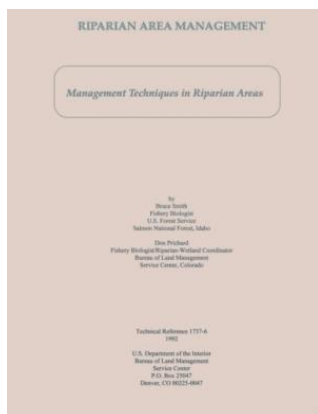 RIPARIAN AREA MANAGEMENT
Management Techniques in Riparian Areas
by
Bruce Smith
Fishery Biologist
U.S. Forest Service
Salmon National Forest, Idaho
Don Prichard
Fishery Biologist/Riparian-Wetland Coordinator
Bureau of Land Management
Service Center, Colorado
Technical Reference 1737-6
1992
U.S. Department of the Interior
Bureau of Land Management
Service Center
P.O. Box 25047
Denver, CO 80225-0047